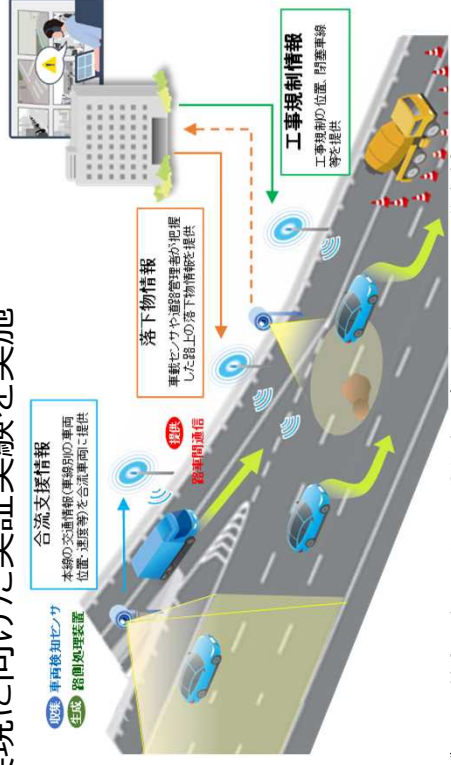 実現に向けた実証実験を実施
収集 車両検知センサ
生成 路側処理装置
合流支援情報
本線の交通情報(車線別の車両
位置・速度等)を合流車両に提供
提供
路車間通信
落下物情報
車載センサや道路管理者が把握
した路上の落下物情報を提供
工事規制情報
工事規制の位置、閉塞車線
等を提供